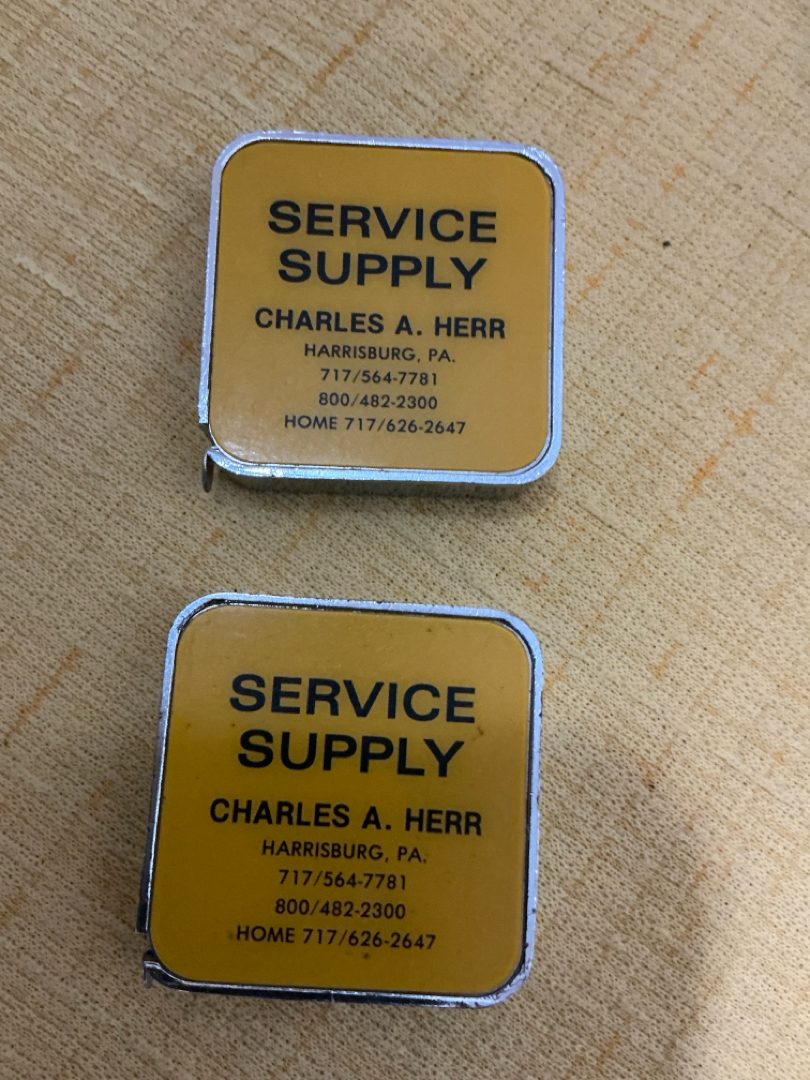 SERVICE
SUPPLY
CHARLES A. HERR
HARRISBURG, PA.
717/564-7781
800/482-2300
HOME 717/626-2647
SERVICE
SUPPLY
CHARLES A. HERR
HARRISBURG, PA.
717/564-7781
800/482-2300
HOME 717/626-2647